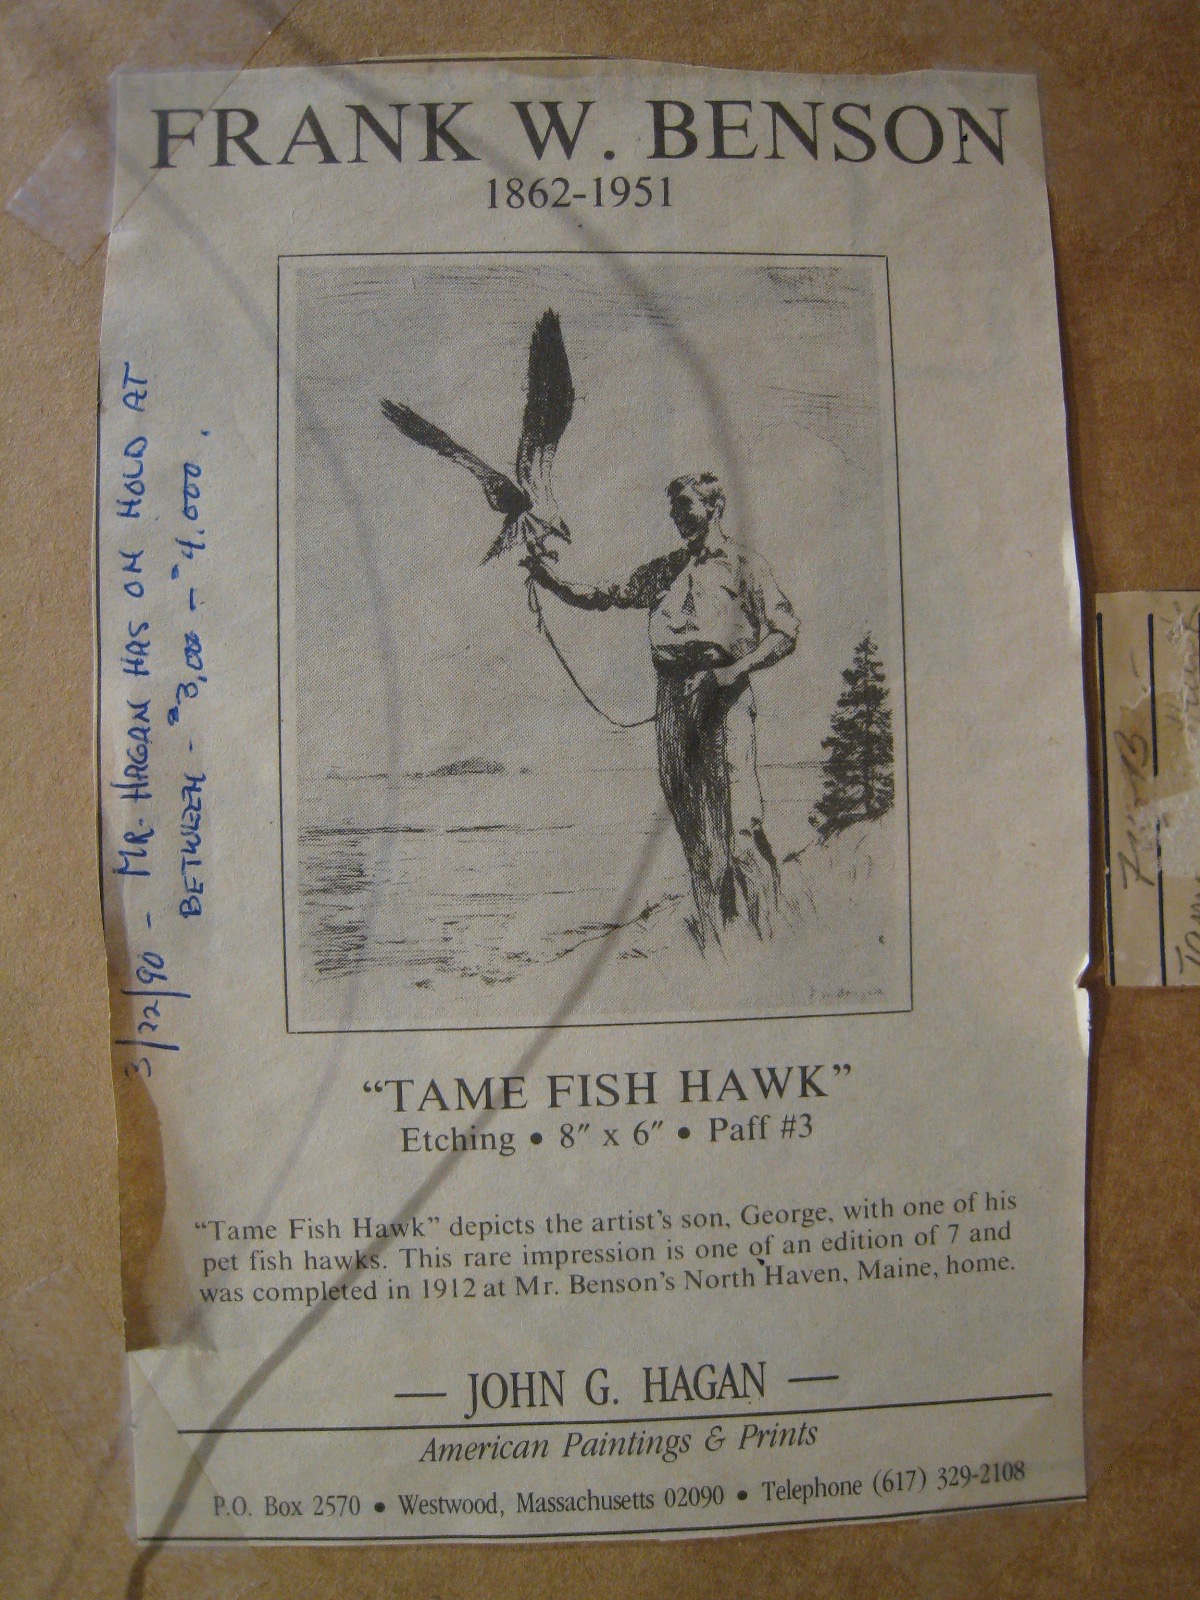 FRANK W. BENSON
1862-1951
3/22/90 - MR. HAGAN HAS ON HOLD AT
BETWEEN - $3,000 - $4,000.
"TAME FISH HAWK"
Etching • 8" x 6" • Paff #3
"Tame Fish Hawk" depicts the artist's son, George, with one of his
pet fish hawks. This rare impression is one of an edition of 7 and
was completed in 1912 at Mr. Benson's North Haven, Maine, home.
— JOHN G. HAGAN —
American Paintings & Prints
P.O. Box 2570 • Westwood, Massachusetts 02090 • Telephone (617) 329-2108